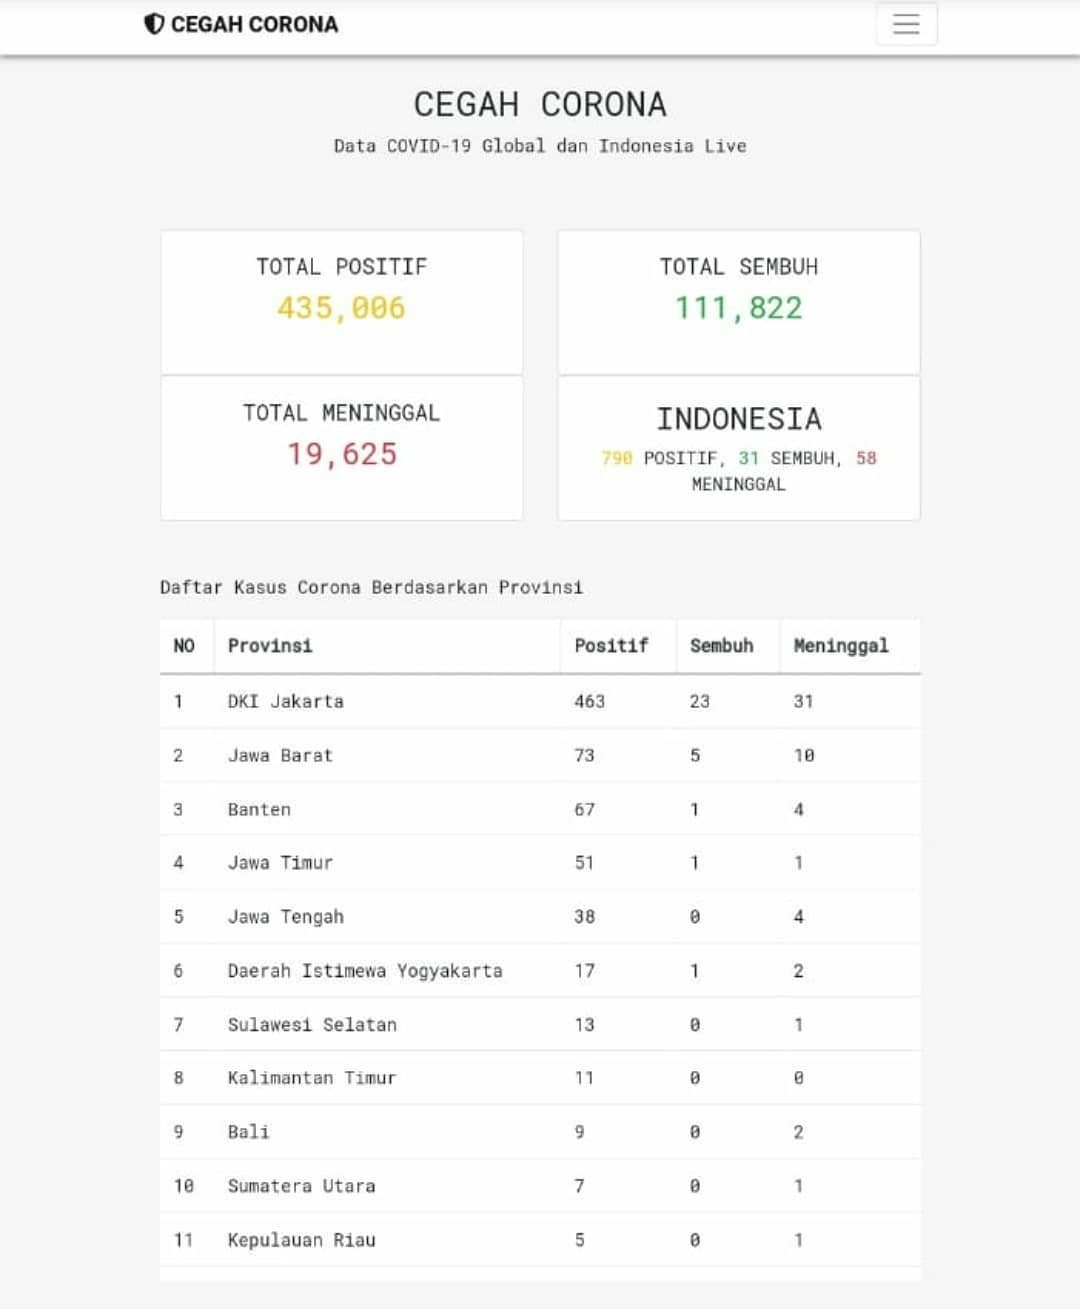 CEGAH CORONA
CEGAH CORONA
Data COVID-19 Global dan Indonesia Live
TOTAL POSITIF
435,006
TOTAL SEMBUH
111,822
TOTAL MENINGGAL
19,625
INDONESIA
790 POSITIF, 31 SEMBUH, 58
MENINGGAL
Daftar Kasus Corona Berdasarkan Provinsi
NO Provinsi Positif Sembuh Meninggal
1 DKI Jakarta 463 23 31
2 Jawa Barat 73 5 10
3 Banten 67 1 4
4 Jawa Timur 51 1 1
5 Jawa Tengah 38 0 4
6 Daerah Istimewa Yogyakarta 17 1 2
7 Sulawesi Selatan 13 0 1
8 Kalimantan Timur 11 0 0
9 Bali 9 0 2
10 Sumatera Utara 7 0 1
11 Kepulauan Riau 5 0 1